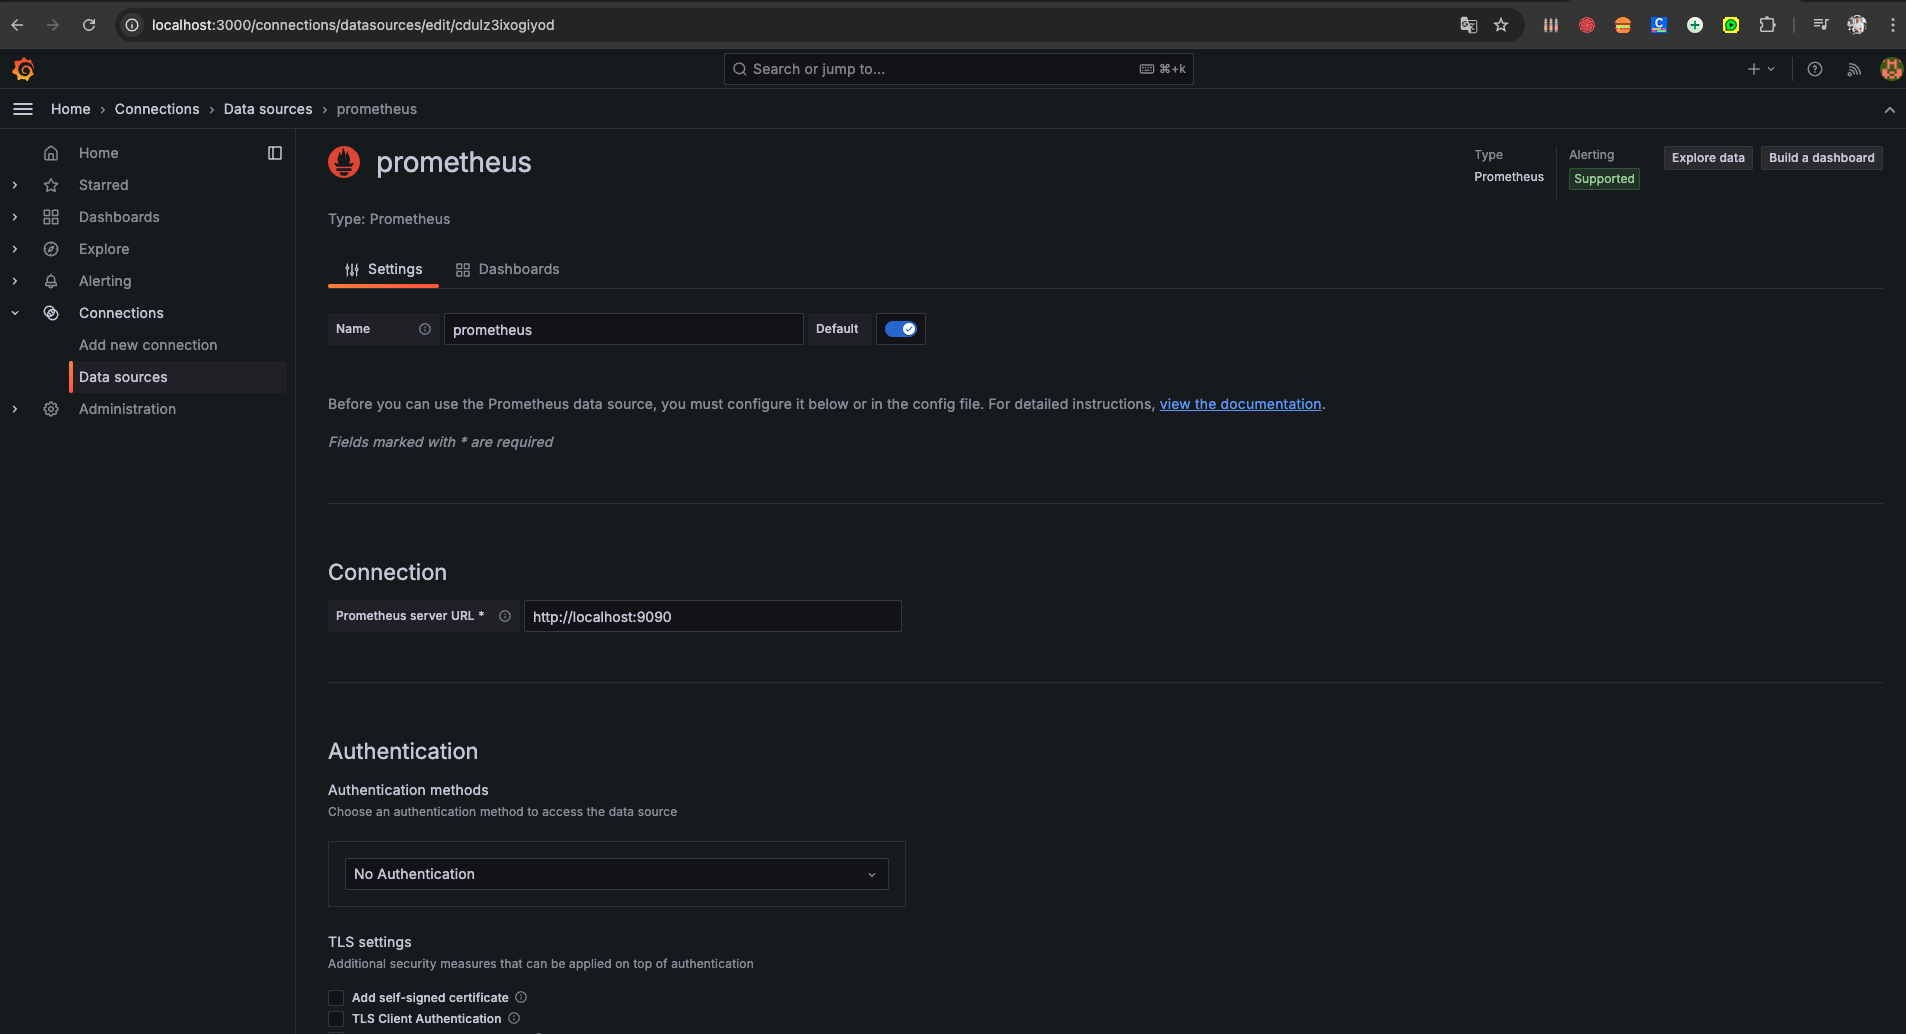 localhost:3000/connections/datasources/edit/cdulz3ixogiyod
Search or jump to... ⌘+k
Home › Connections › Data sources › prometheus
Home
Starred
Dashboards
Explore
Alerting
Connections
Add new connection
Data sources
Administration
prometheus
Type
Prometheus
Alerting
Supported
Explore data
Build a dashboard
Type: Prometheus
Settings Dashboards
Name prometheus Default
Before you can use the Prometheus data source, you must configure it below or in the config file. For detailed instructions, view the documentation.
Fields marked with * are required
Connection
Prometheus server URL * http://localhost:9090
Authentication
Authentication methods
Choose an authentication method to access the data source
No Authentication
TLS settings
Additional security measures that can be applied on top of authentication
Add self-signed certificate
TLS Client Authentication